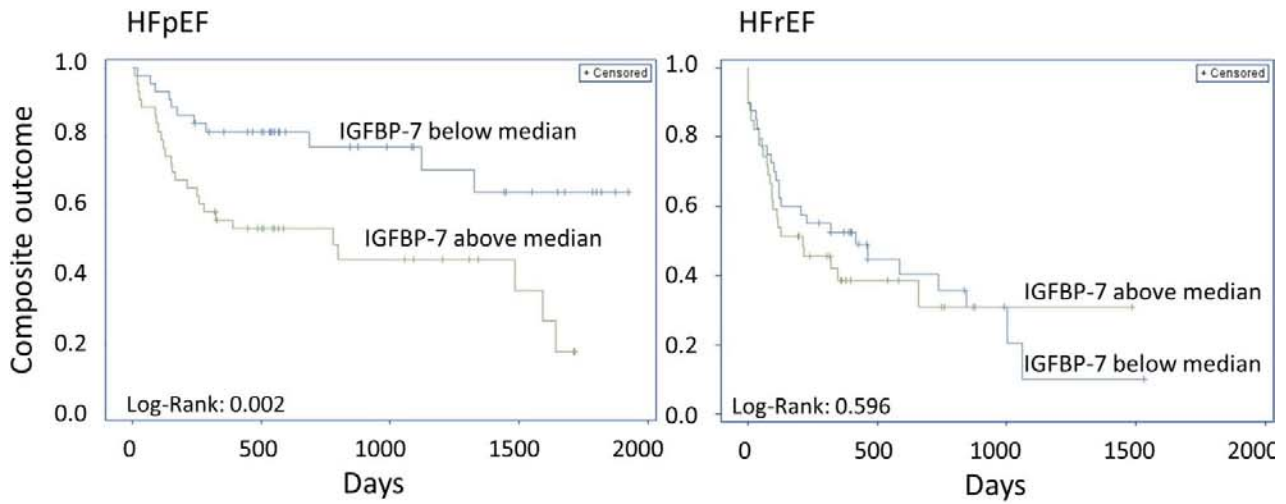 HFpEF
HFrEF
Composite outcome
1.0
0.8
0.6
0.4
0.2
0.0
+ Censored
IGFBP-7 below median
IGFBP-7 above median
Log-Rank: 0.002
0 500 1000 1500 2000
Days
1.0
0.8
0.6
0.4
0.2
0.0
+ Censored
IGFBP-7 above median
IGFBP-7 below median
Log-Rank: 0.596
0 500 1000 1500 2000
Days